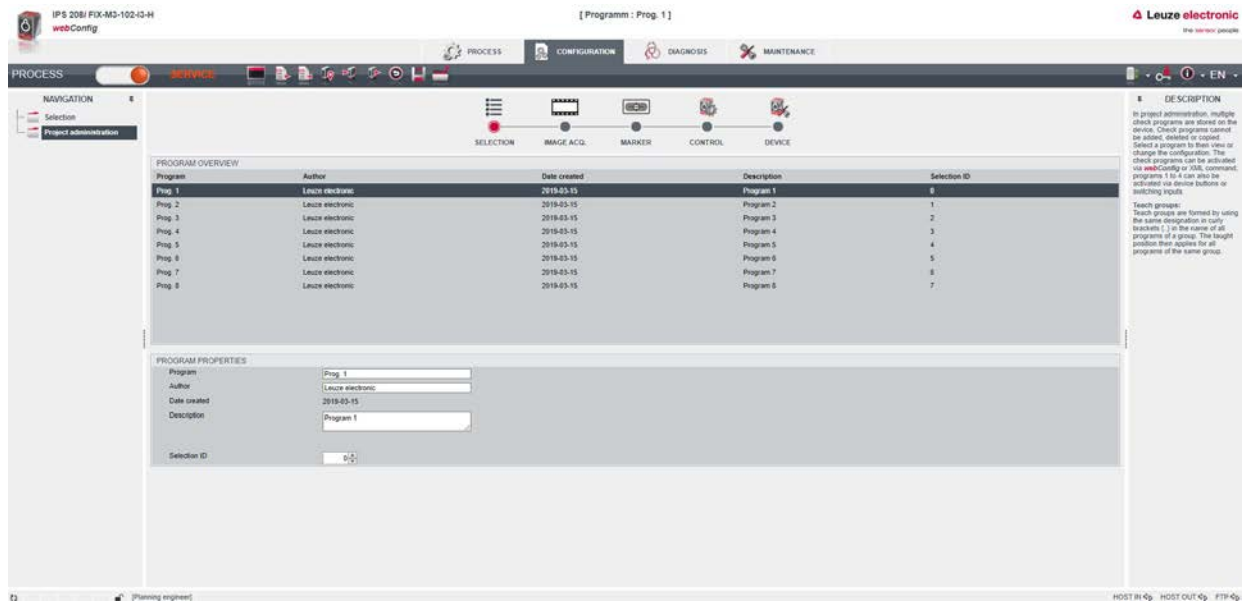 IPS 208i FIX-M3-102-I3-H
webConfig
[ Programm : Prog. 1 ]
Leuze electronic
the sensor people
PROCESS
CONFIGURATION
DIAGNOSIS
MAINTENANCE
PROCESS
SERVICE
EN
NAVIGATION
Selection
Project administration
SELECTION
IMAGE ACQ.
MARKER
CONTROL
DEVICE
PROGRAM OVERVIEW
Program Author Date created Description Selection ID
Prog. 1 Leuze electronic 2019-03-15 Program 1 0
Prog. 2 Leuze electronic 2019-03-15 Program 2 1
Prog. 3 Leuze electronic 2019-03-15 Program 3 2
Prog. 4 Leuze electronic 2019-03-15 Program 4 3
Prog. 5 Leuze electronic 2019-03-15 Program 5 4
Prog. 6 Leuze electronic 2019-03-15 Program 6 5
Prog. 7 Leuze electronic 2019-03-15 Program 7 6
Prog. 8 Leuze electronic 2019-03-15 Program 8 7
PROGRAM PROPERTIES
Program Prog. 1
Author Leuze electronic
Date created 2019-03-15
Description Program 1
Selection ID 0
DESCRIPTION
In project administration, multiple
check programs are stored on the
device. Check programs cannot
be added, deleted or copied.
Select a program to then view or
change the configuration. The
check programs can be activated
via webConfig or XML command,
programs 1 to 4 can also be
activated via device buttons or
switching inputs.
Teach groups:
Teach groups are formed by using
the same designation in curly
brackets {..} in the name of all
programs of a group. The taught
position then applies for all
programs of the same group.
[Planning engineer]
HOST IN HOST OUT FTP